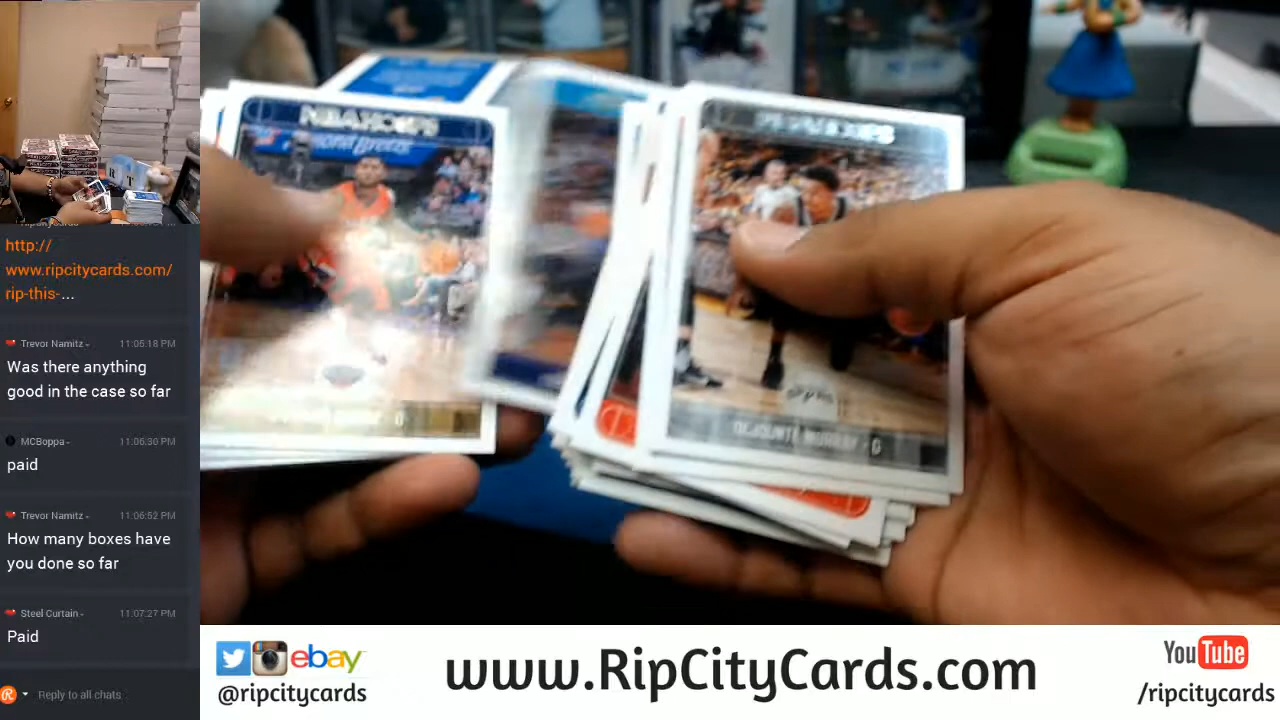 http://
www.ripcitycards.com/
rip-this-...
Trevor Namitz - 11:05:18 PM
Was there anything
good in the case so far
MCBoppa - 11:06:30 PM
paid
Trevor Namitz - 11:06:52 PM
How many boxes have
you done so far
Steel Curtain - 11:07:27 PM
Paid
Reply to all chats
NBA HOOPS
DEJOUNTE MURRAY - G
SPURS
ebay
@ripcitycards
www.RipCityCards.com
YouTube
/ripcitycards